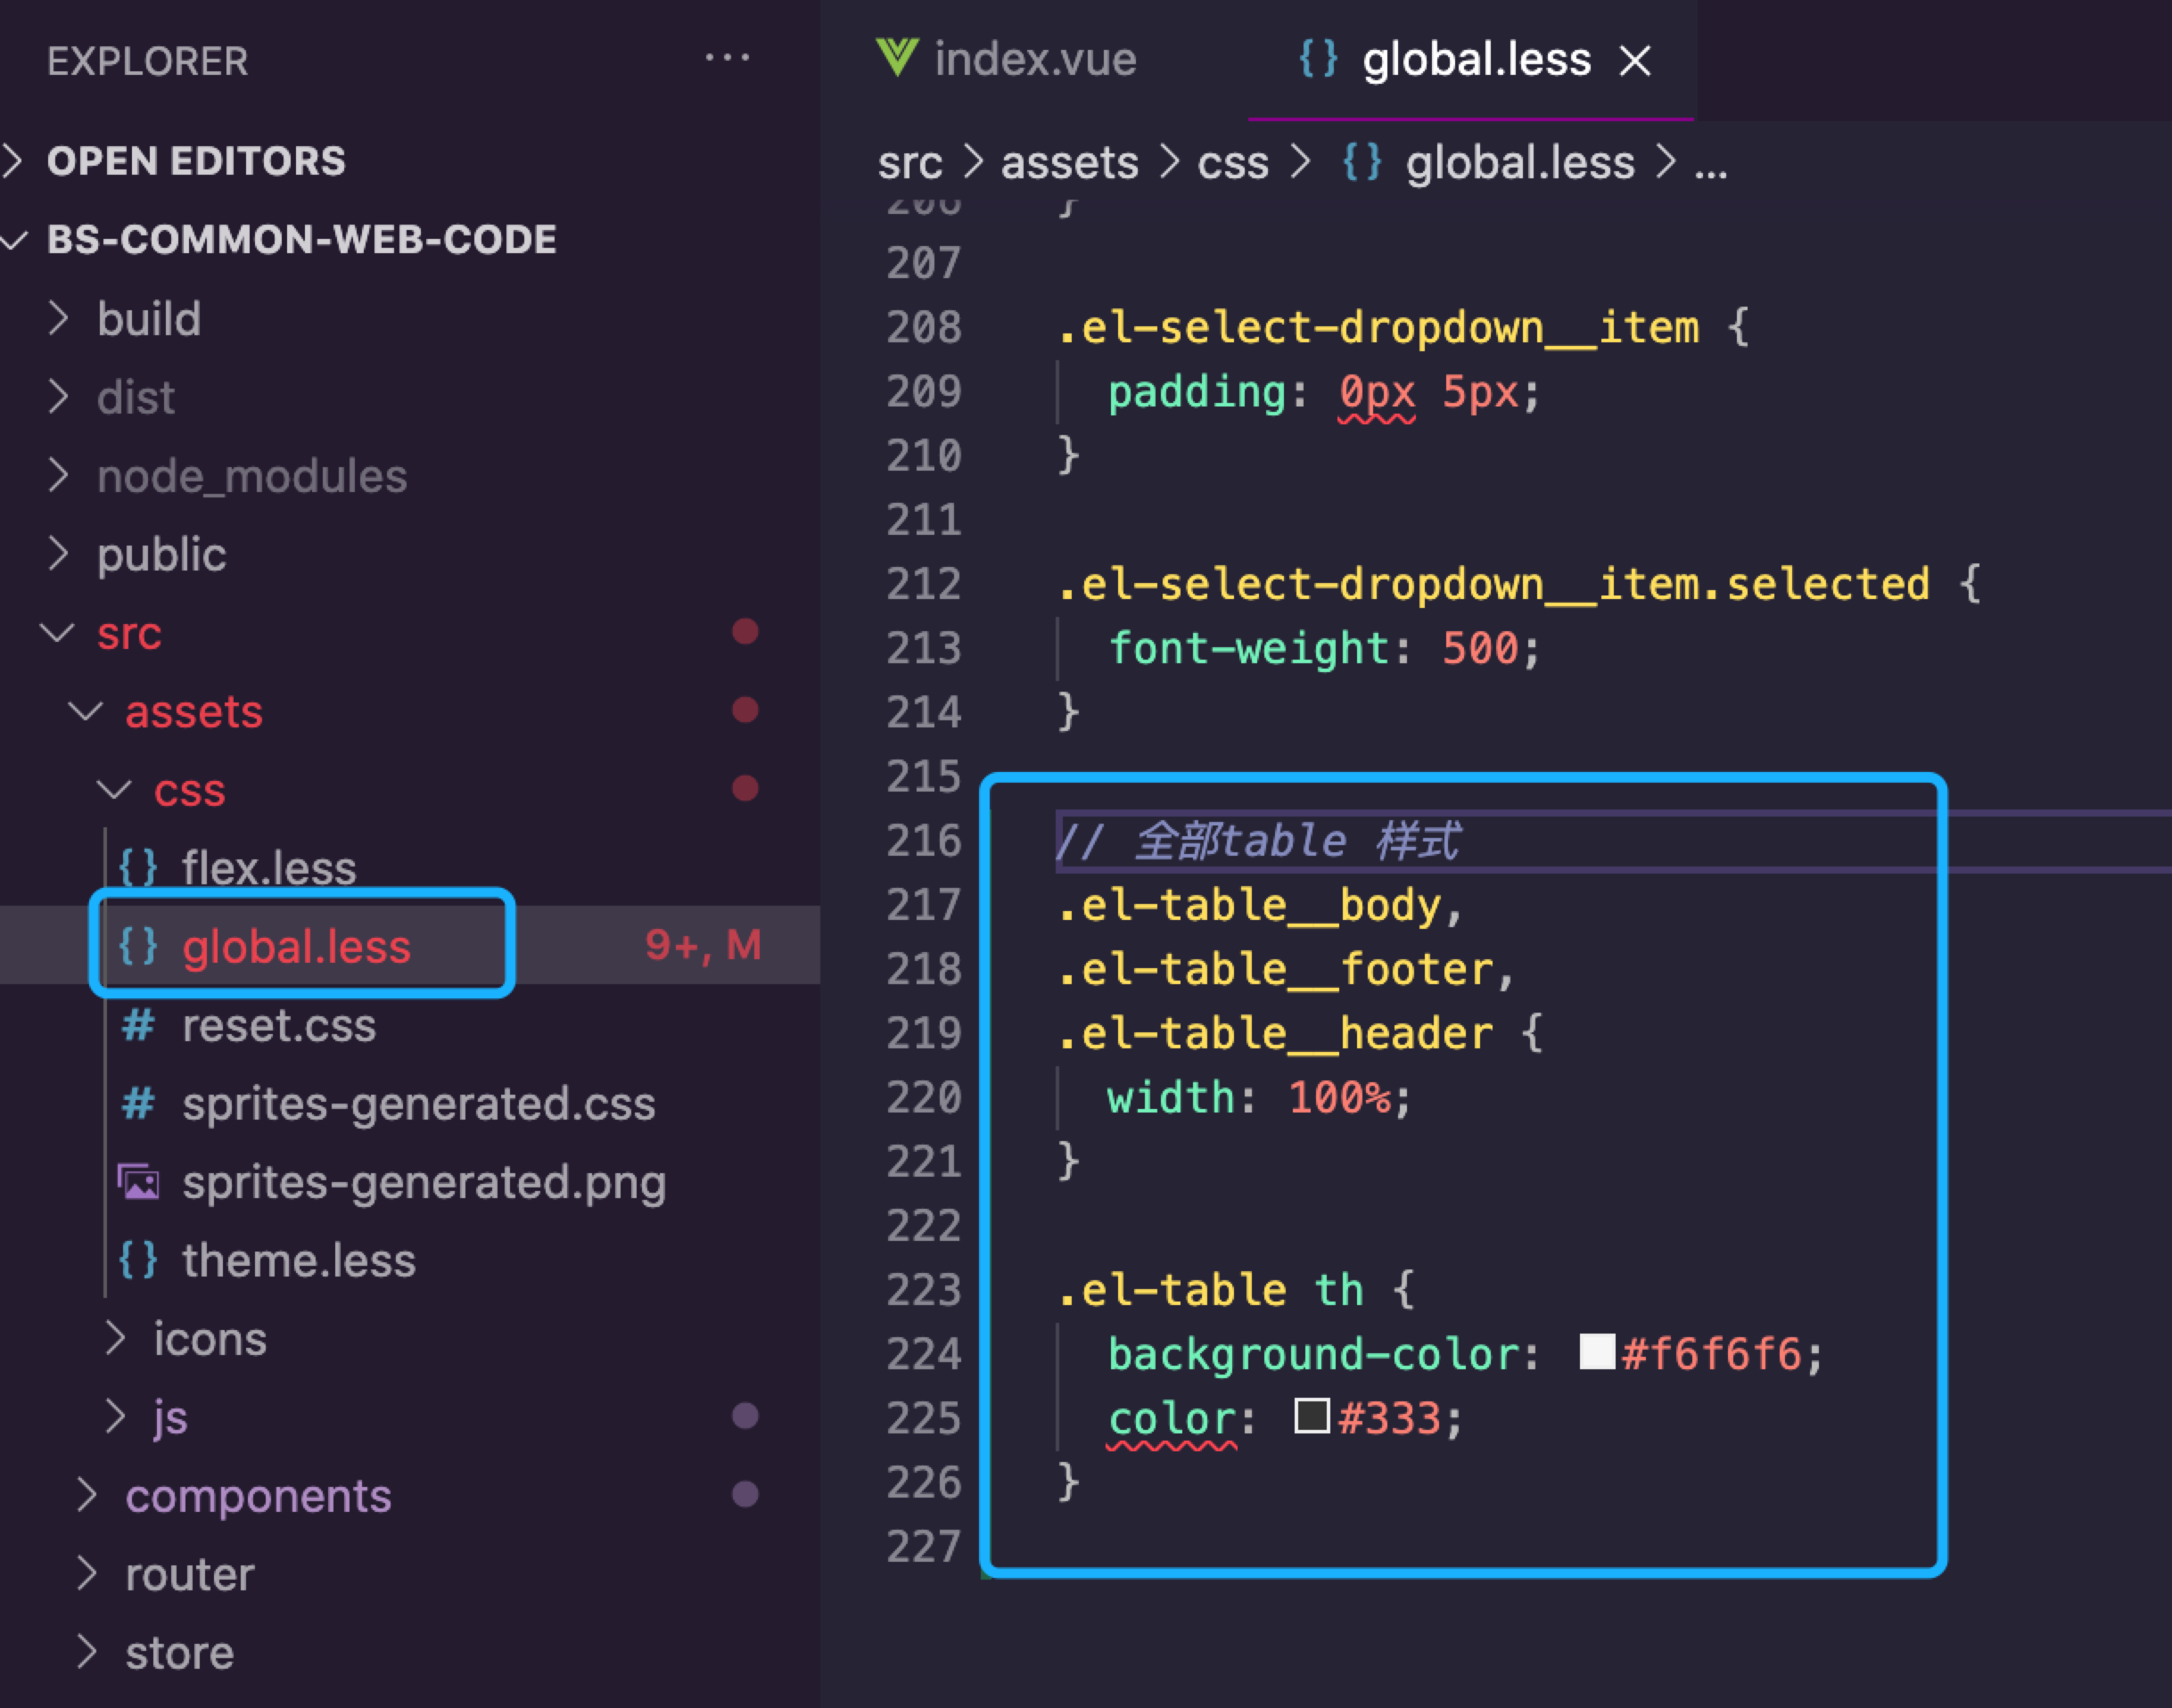 EXPLORER ...
OPEN EDITORS
BS-COMMON-WEB-CODE
build
dist
node_modules
public
src
assets
css
flex.less
global.less 9+, M
reset.css
sprites-generated.css
sprites-generated.png
theme.less
icons
js
components
router
store
index.vue {} global.less
src > assets > css > {} global.less > ...
206 }
207
208 .el-select-dropdown__item {
209 padding: 0px 5px;
210 }
211
212 .el-select-dropdown__item.selected {
213 font-weight: 500;
214 }
215
216 // 全部table 样式
217 .el-table__body,
218 .el-table__footer,
219 .el-table__header {
220 width: 100%;
221 }
222
223 .el-table th {
224 background-color: #f6f6f6;
225 color: #333;
226 }
227